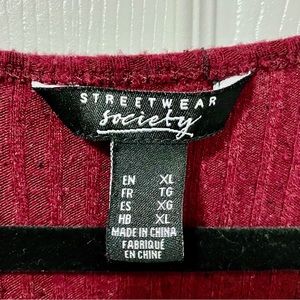 STREETWEAR
society
EN XL
FR TG
ES XG
HB XL
MADE IN CHINA
FABRIQUÉ
EN CHINE